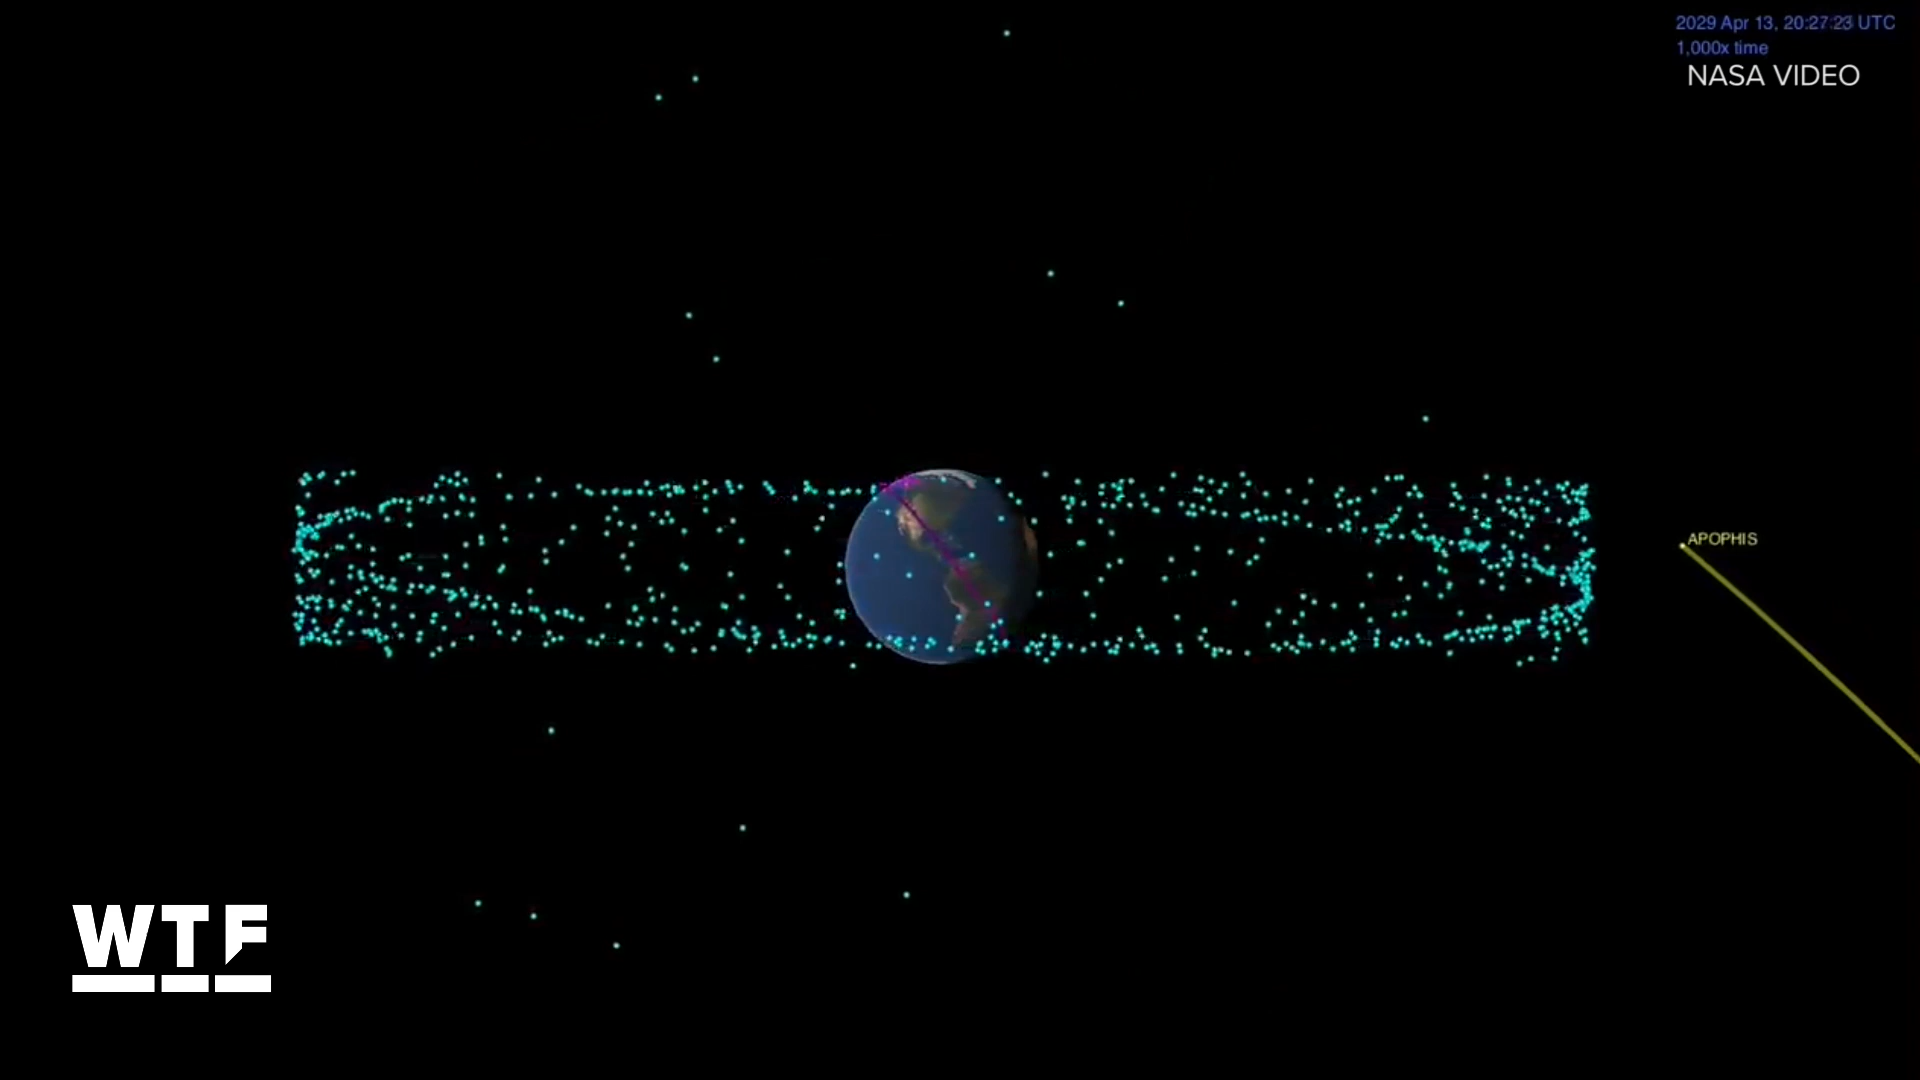 2029 Apr 13, 20:27:23 UTC
1,000x time
NASA VIDEO
APOPHIS
WTF